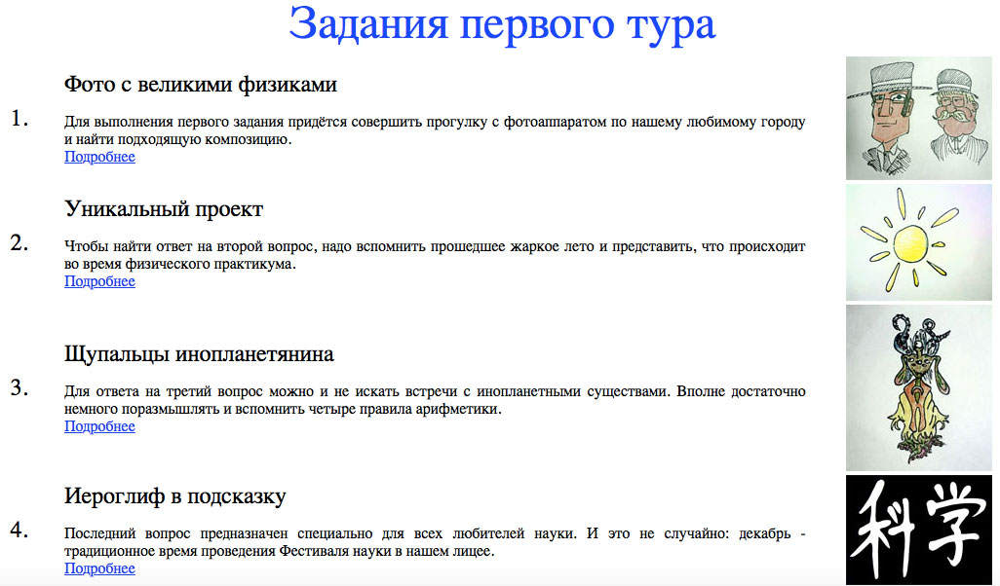 Задания первого тура
Фото с великими физиками
1.
Для выполнения первого задания придётся совершить прогулку с фотоаппаратом по нашему любимому городу
и найти подходящую композицию.
Подробнее
Уникальный проект
2.
Чтобы найти ответ на второй вопрос, надо вспомнить прошедшее жаркое лето и представить, что происходит
во время физического практикума.
Подробнее
Щупальцы инопланетянина
3.
Для ответа на третий вопрос можно и не искать встречи с инопланетными существами. Вполне достаточно
немного поразмышлять и вспомнить четыре правила арифметики.
Подробнее
Иероглиф в подсказку
4.
Последний вопрос предназначен специально для всех любителей науки. И это не случайно: декабрь -
традиционное время проведения Фестиваля науки в нашем лицее.
Подробнее
科学